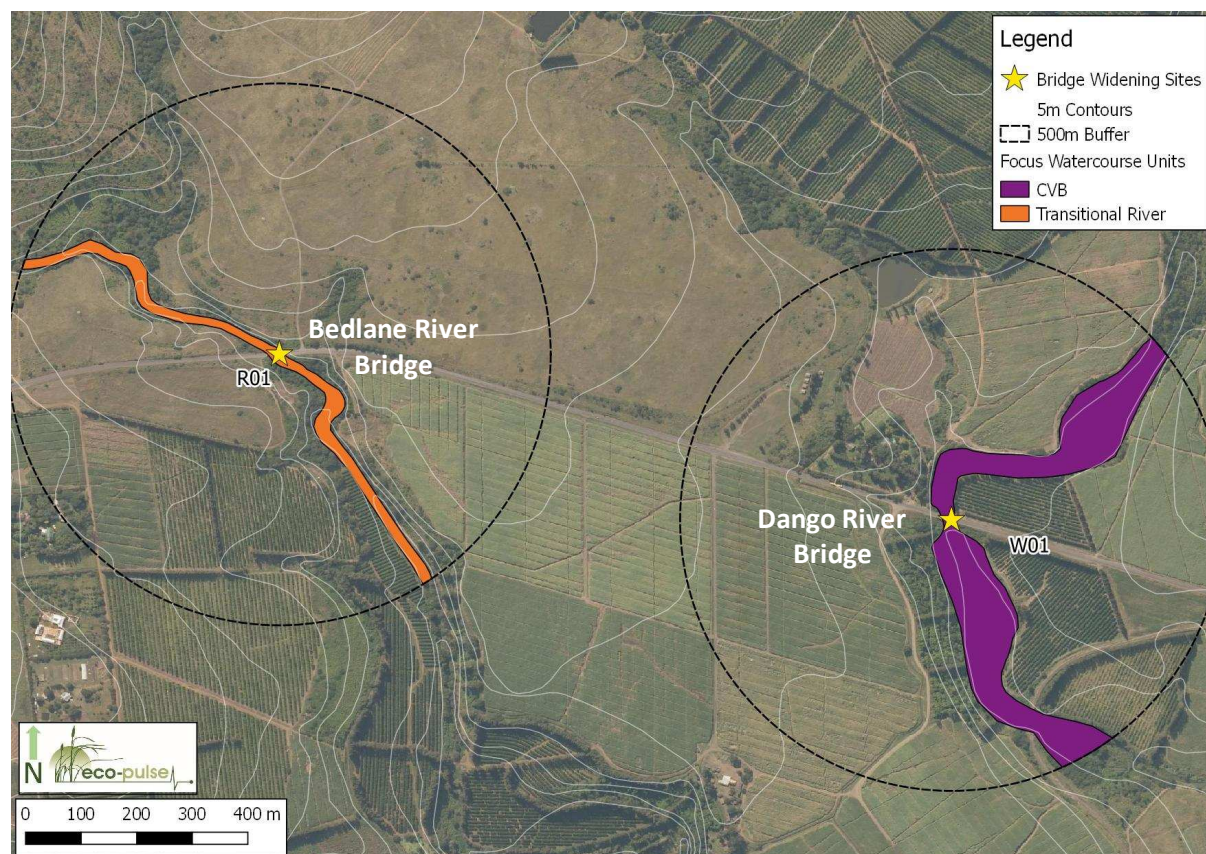 Legend
Bridge Widening Sites
5m Contours
500m Buffer
Focus Watercourse Units
CVB
Transitional River
Bedlane River
Bridge
R01
Dango River
Bridge
W01
N
eco-pulse
0 100 200 300 400 m